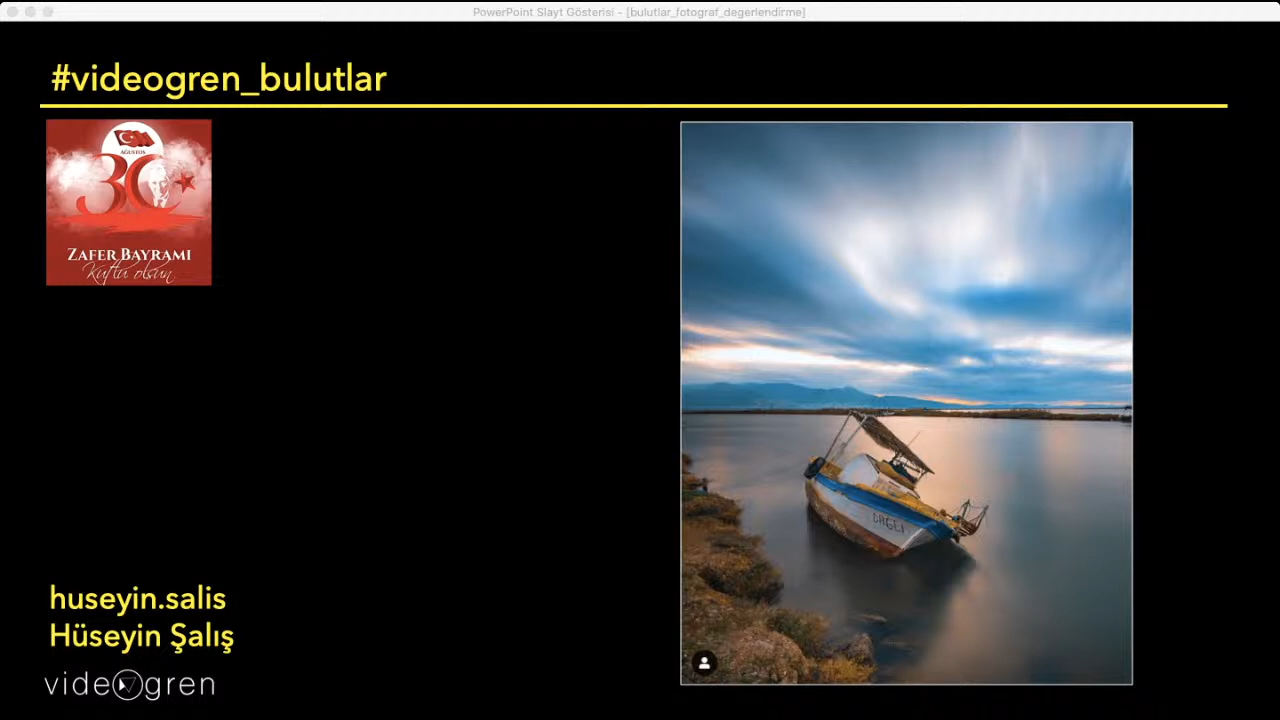 PowerPoint Slayt Gösterisi - [bulutlar_fotograf_degerlendirme]
#videogren_bulutlar
AĞUSTOS
30
ZAFER BAYRAMI
Kutlu olsun
huseyin.salis
Hüseyin Şalış
videogren